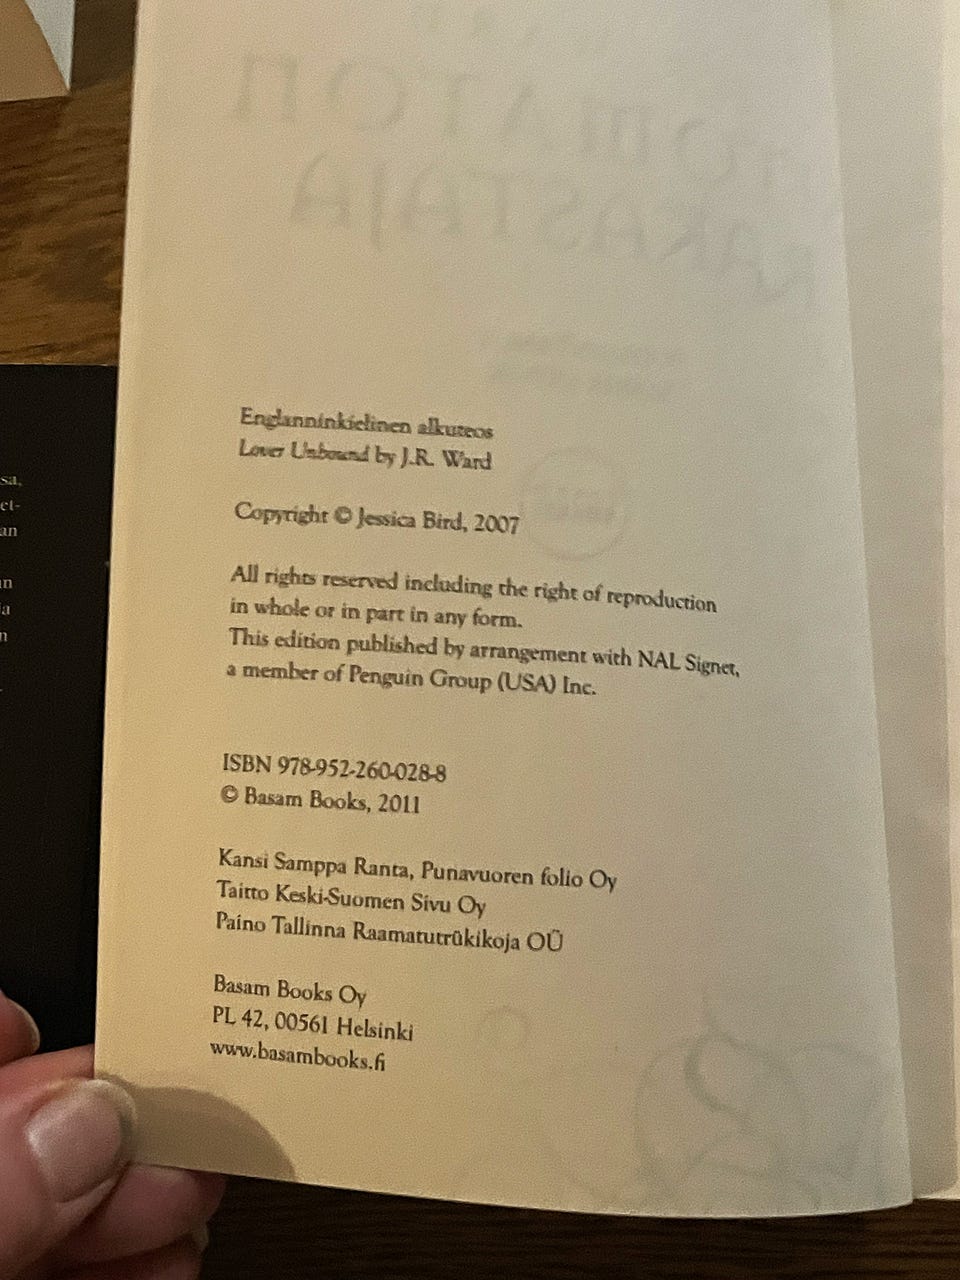 Englanninkielinen alkuteos
Lover Unbound by J.R. Ward
Copyright © Jessica Bird, 2007
All rights reserved including the right of reproduction
in whole or in part in any form.
This edition published by arrangement with NAL Signet,
a member of Penguin Group (USA) Inc.
ISBN 978-952-260-028-8
© Basam Books, 2011
Kansi Samppa Ranta, Punavuoren folio Oy
Taitto Keski-Suomen Sivu Oy
Paino Tallinna Raamatutrükikoja OÜ
Basam Books Oy
PL 42, 00561 Helsinki
www.basambooks.fi